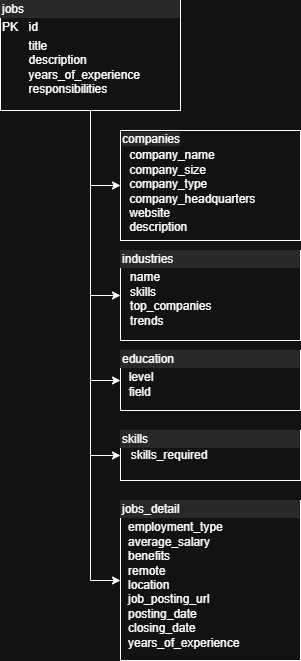 jobs
PK id
title
description
years_of_experience
responsibilities
companies
company_name
company_size
company_type
company_headquarters
website
description
industries
name
skills
top_companies
trends
education
level
field
skills
skills_required
jobs_detail
employment_type
average_salary
benefits
remote
location
job_posting_url
posting_date
closing_date
years_of_experience